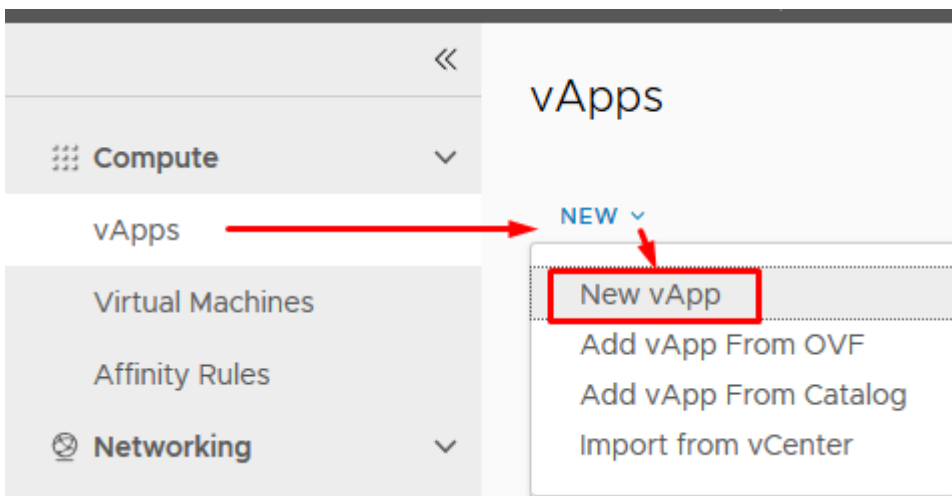 vApps
Compute
vApps
Virtual Machines
Affinity Rules
Networking
NEW
New vApp
Add vApp From OVF
Add vApp From Catalog
Import from vCenter